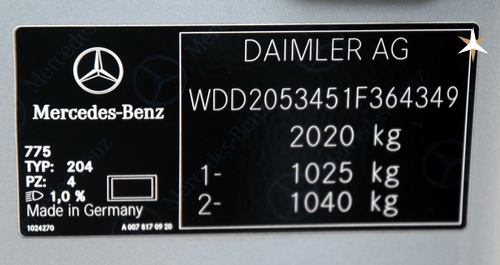 Mercedes-Benz
775
TYP: 204
PZ: 4
1,0 %
Made in Germany
1024270 A 007 817 09 20
DAIMLER AG
WDD2053451F364349
2020 kg
1- 1025 kg
2- 1040 kg